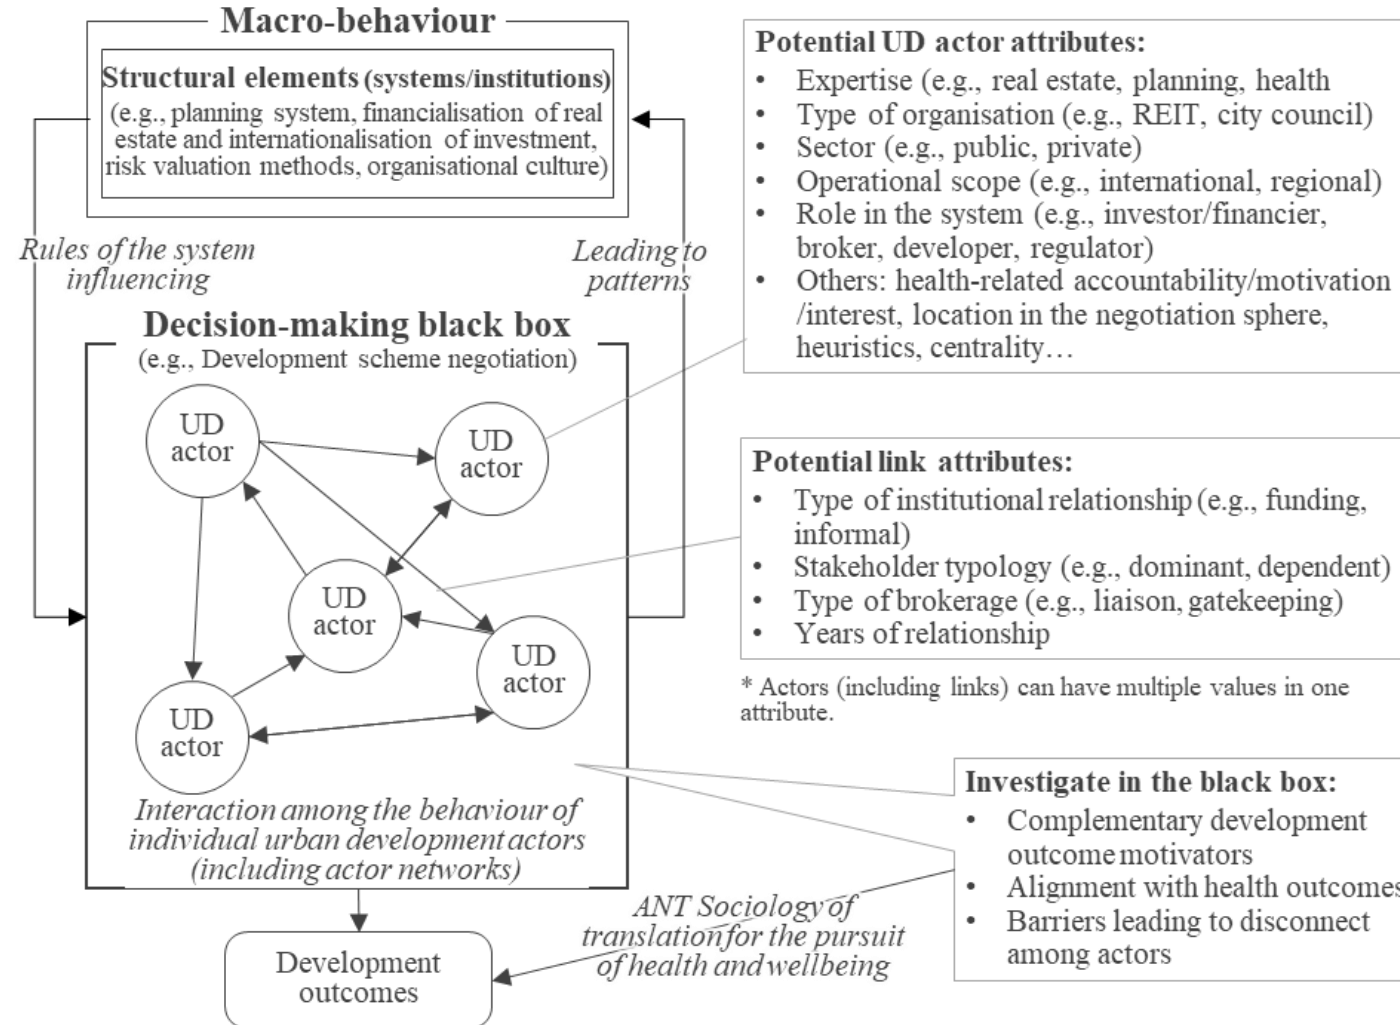 Macro-behaviour
Structural elements (systems/institutions)
(e.g., planning system, financialisation of real
estate and internationalisation of investment,
risk valuation methods, organisational culture)
Rules of the system
influencing
Leading to
patterns
Decision-making black box
(e.g., Development scheme negotiation)
UD
actor
UD
actor
UD
actor
UD
actor
UD
actor
Interaction among the behaviour of
individual urban development actors
(including actor networks)
Development
outcomes
ANT Sociology of
translation for the pursuit
of health and wellbeing
Potential UD actor attributes:
• Expertise (e.g., real estate, planning, health
• Type of organisation (e.g., REIT, city council)
• Sector (e.g., public, private)
• Operational scope (e.g., international, regional)
• Role in the system (e.g., investor/financier,
broker, developer, regulator)
• Others: health-related accountability/motivation
/interest, location in the negotiation sphere,
heuristics, centrality…
Potential link attributes:
• Type of institutional relationship (e.g., funding,
informal)
• Stakeholder typology (e.g., dominant, dependent)
• Type of brokerage (e.g., liaison, gatekeeping)
• Years of relationship
* Actors (including links) can have multiple values in one
attribute.
Investigate in the black box:
• Complementary development
outcome motivators
• Alignment with health outcomes
• Barriers leading to disconnect
among actors